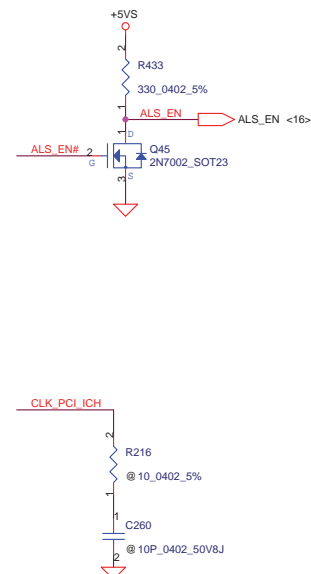 +5VS
2
R433
330_0402_5%
1
ALS_EN
ALS_EN <16>
1
D
ALS_EN#
2
G
Q45
2N7002_SOT23
S
3
CLK_PCI_ICH
2
R216
@ 10_0402_5%
1
1
C260
@ 10P_0402_50V8J
2